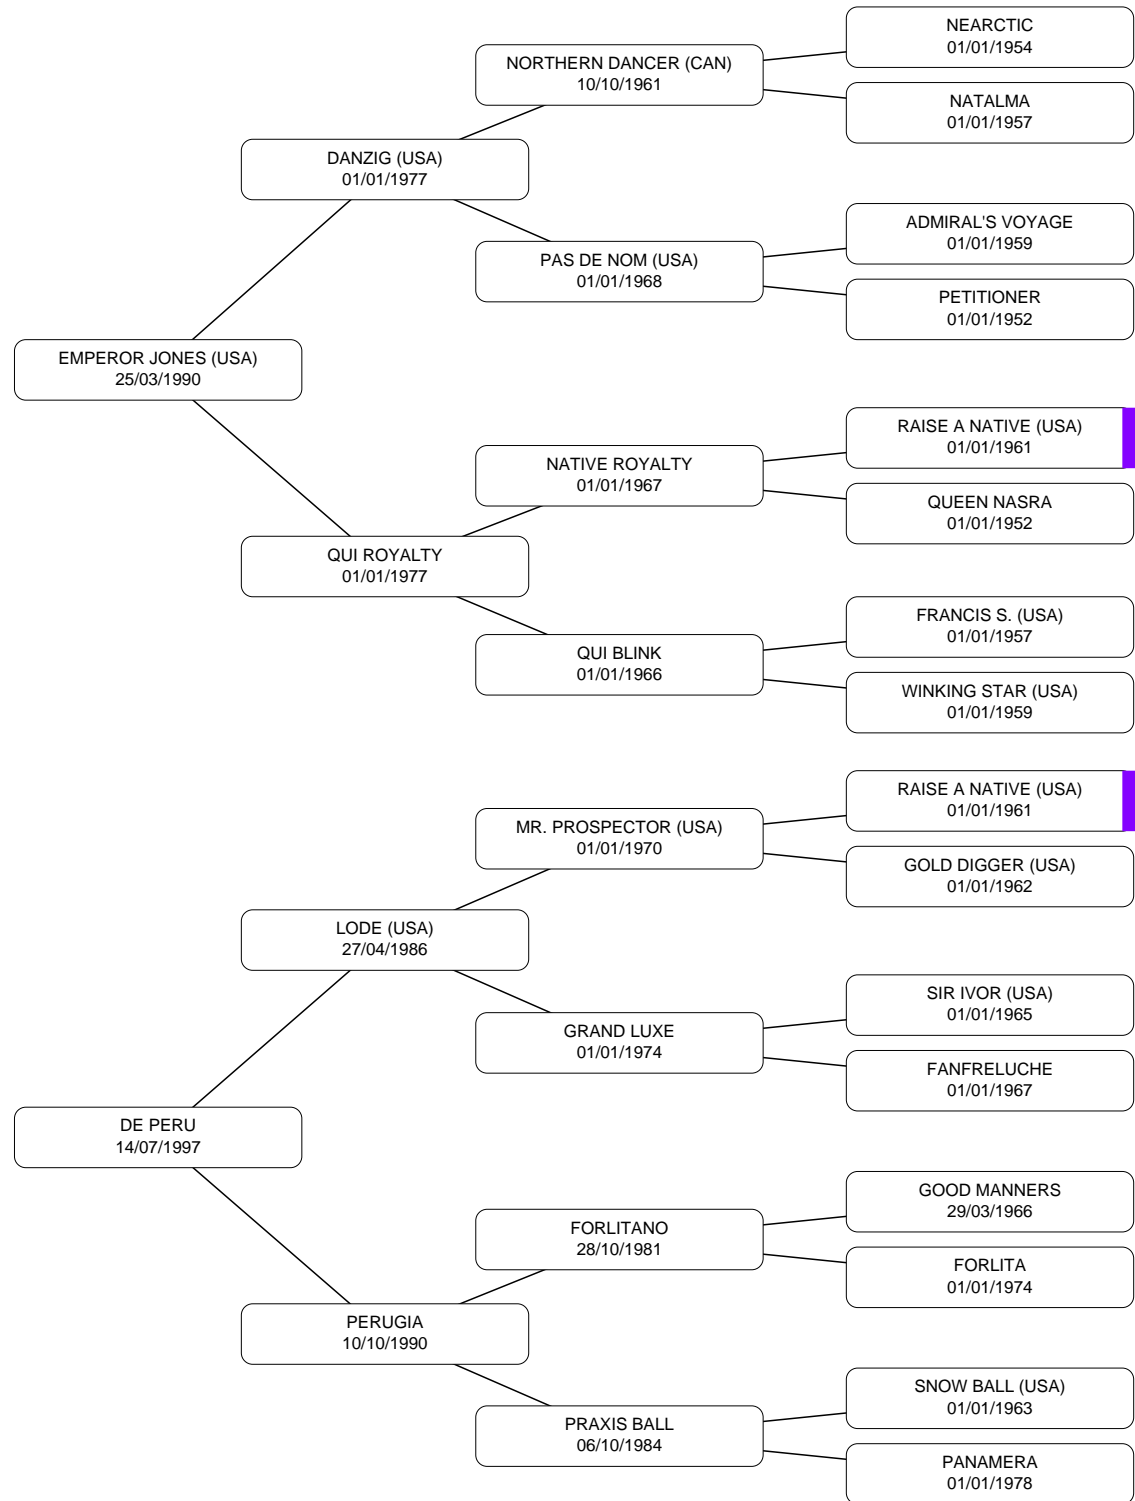 NEARCTIC
01/01/1954
NORTHERN DANCER (CAN)
10/10/1961
NATALMA
01/01/1957
DANZIG (USA)
01/01/1977
ADMIRAL'S VOYAGE
01/01/1959
PAS DE NOM (USA)
01/01/1968
PETITIONER
01/01/1952
EMPEROR JONES (USA)
25/03/1990
RAISE A NATIVE (USA)
01/01/1961
NATIVE ROYALTY
01/01/1967
QUEEN NASRA
01/01/1952
QUI ROYALTY
01/01/1977
FRANCIS S. (USA)
01/01/1957
QUI BLINK
01/01/1966
WINKING STAR (USA)
01/01/1959
RAISE A NATIVE (USA)
01/01/1961
MR. PROSPECTOR (USA)
01/01/1970
GOLD DIGGER (USA)
01/01/1962
LODE (USA)
27/04/1986
SIR IVOR (USA)
01/01/1965
GRAND LUXE
01/01/1974
FANFRELUCHE
01/01/1967
DE PERU
14/07/1997
GOOD MANNERS
29/03/1966
FORLITANO
28/10/1981
FORLITA
01/01/1974
PERUGIA
10/10/1990
SNOW BALL (USA)
01/01/1963
PRAXIS BALL
06/10/1984
PANAMERA
01/01/1978